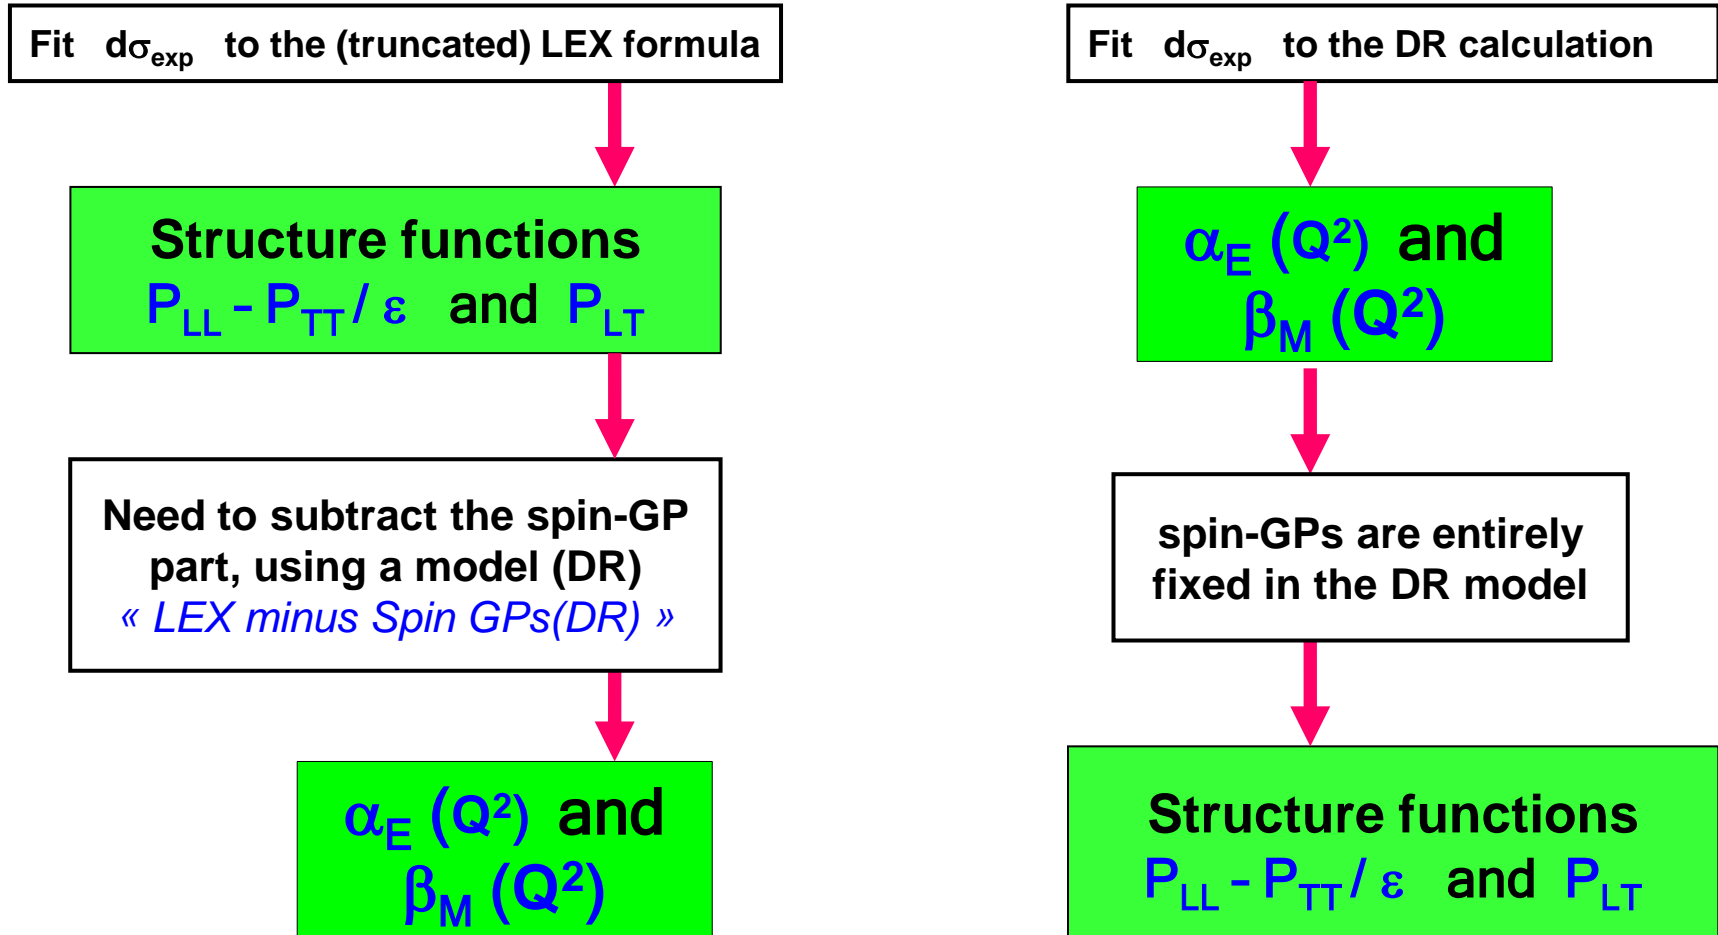 Fit dσexp to the (truncated) LEX formula
Structure functions
PLL - PTT / ε and PLT
Need to subtract the spin-GP
part, using a model (DR)
« LEX minus Spin GPs(DR) »
αE (Q²) and
βM (Q²)
Fit dσexp to the DR calculation
αE (Q²) and
βM (Q²)
spin-GPs are entirely
fixed in the DR model
Structure functions
PLL - PTT / ε and PLT